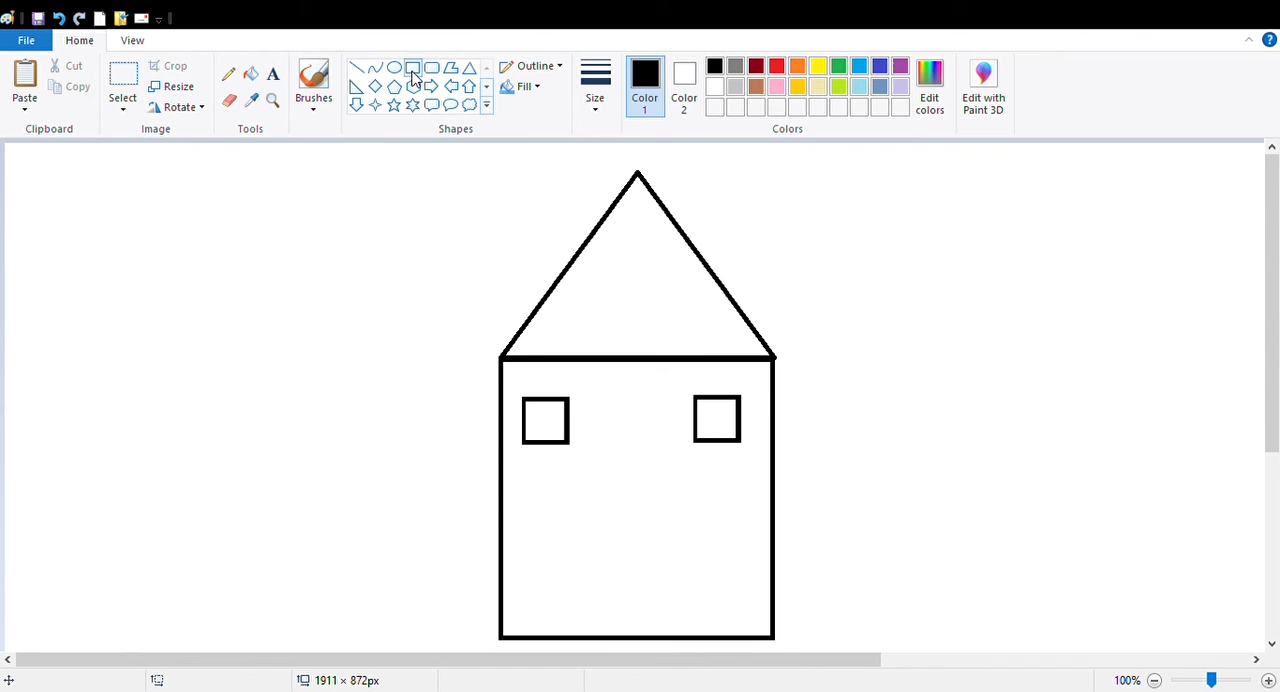 File Home View
Paste
Cut
Copy
Clipboard
Select
Crop
Resize
Rotate
Image
Tools
Brushes
Shapes
Outline
Fill
Size
Color 1
Color 2
Colors
Edit colors
Edit with Paint 3D
1911 × 872px
100%